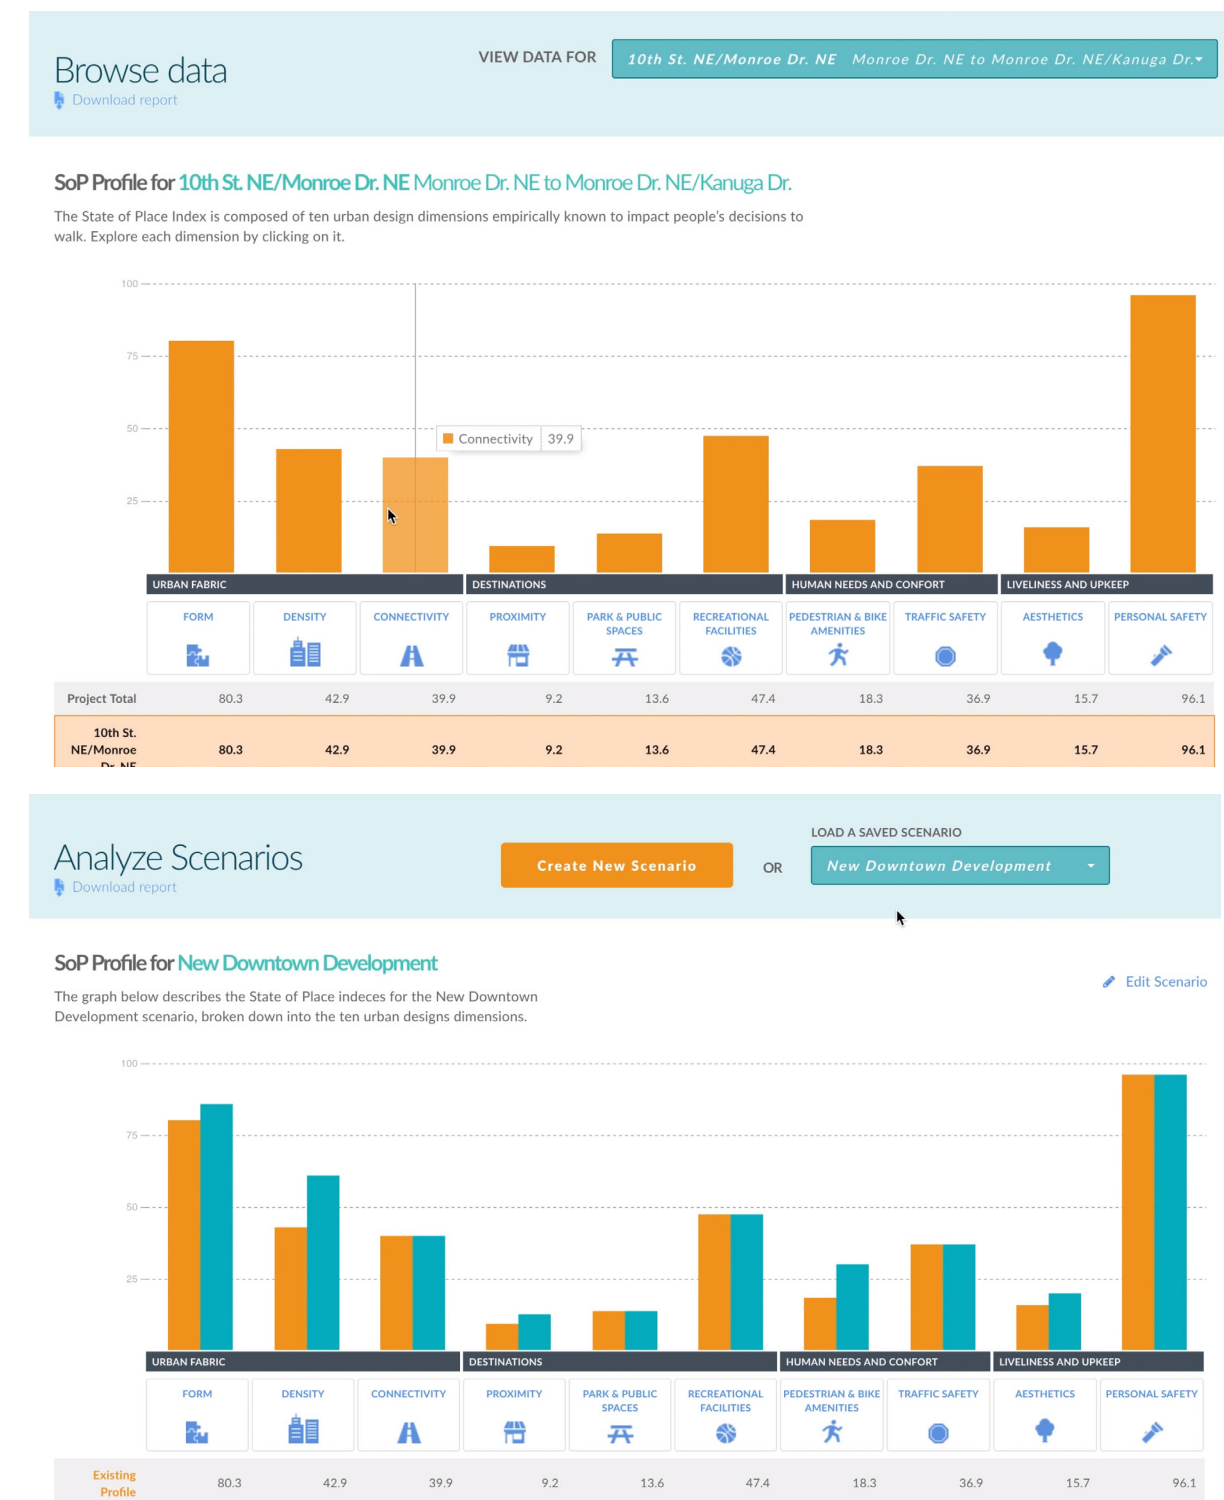 Browse data
Download report
VIEW DATA FOR
10th St. NE/Monroe Dr. NE Monroe Dr. NE to Monroe Dr. NE/Kanuga Dr.
SoP Profile for 10th St. NE/Monroe Dr. NE Monroe Dr. NE to Monroe Dr. NE/Kanuga Dr.
The State of Place Index is composed of ten urban design dimensions empirically known to impact people's decisions to
walk. Explore each dimension by clicking on it.
100
75
50
25
Connectivity 39.9
URBAN FABRIC DESTINATIONS HUMAN NEEDS AND CONFORT LIVELINESS AND UPKEEP
FORM DENSITY CONNECTIVITY PROXIMITY PARK & PUBLIC RECREATIONAL PEDESTRIAN & BIKE TRAFFIC SAFETY AESTHETICS PERSONAL SAFETY
SPACES FACILITIES AMENITIES
Project Total 80.3 42.9 39.9 9.2 13.6 47.4 18.3 36.9 15.7 96.1
10th St.
NE/Monroe 80.3 42.9 39.9 9.2 13.6 47.4 18.3 36.9 15.7 96.1
Dr. NE
Analyze Scenarios
Download report
Create New Scenario
OR
LOAD A SAVED SCENARIO
New Downtown Development
SoP Profile for New Downtown Development
Edit Scenario
The graph below describes the State of Place indeces for the New Downtown
Development scenario, broken down into the ten urban designs dimensions.
100
75
50
25
URBAN FABRIC DESTINATIONS HUMAN NEEDS AND CONFORT LIVELINESS AND UPKEEP
FORM DENSITY CONNECTIVITY PROXIMITY PARK & PUBLIC RECREATIONAL PEDESTRIAN & BIKE TRAFFIC SAFETY AESTHETICS PERSONAL SAFETY
SPACES FACILITIES AMENITIES
Existing
Profile 80.3 42.9 39.9 9.2 13.6 47.4 18.3 36.9 15.7 96.1